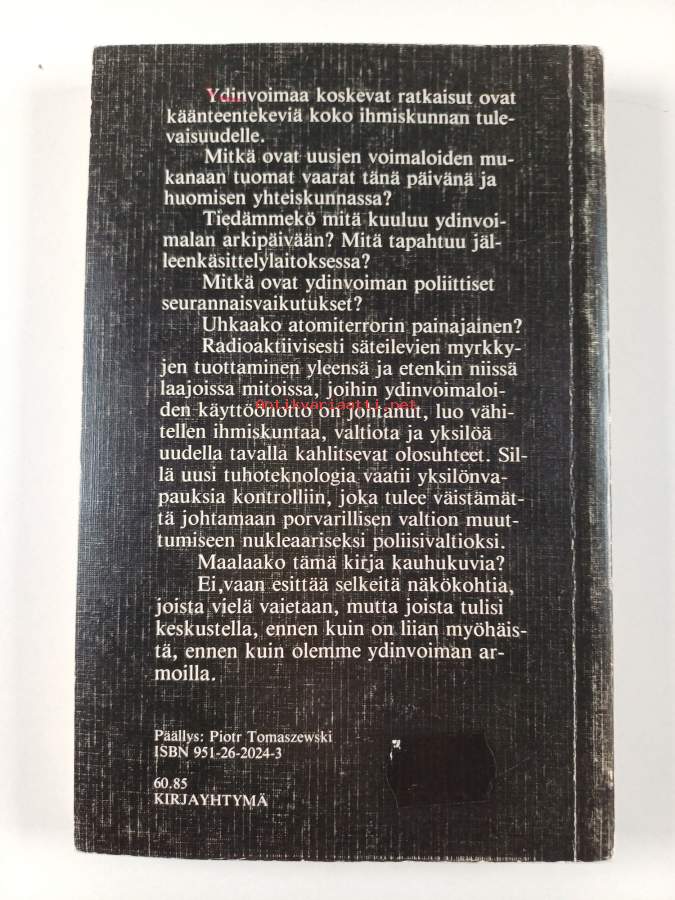 Ydinvoimaa koskevat ratkaisut ovat
käänteentekeviä koko ihmiskunnan tule-
vaisuudelle.
Mitkä ovat uusien voimaloiden mu-
kanaan tuomat vaarat tänä päivänä ja
huomisen yhteiskunnassa?
Tiedämmekö mitä kuuluu ydinvoi-
malan arkipäivään? Mitä tapahtuu jäl-
leenkäsittelylaitoksessa?
Mitkä ovat ydinvoiman poliittiset
seurannaisvaikutukset?
Uhkaako atomiterrorin painajainen?
Radioaktiivisesti säteilevien myrkky-
jen tuottaminen yleensä ja etenkin niissä
laajoissa mitoissa, joihin ydinvoimaloi-
den käyttöönotto on johtanut, luo vähi-
Antikvariaatti.net
tellen ihmiskuntaa, valtiota ja yksilöä
uudella tavalla kahlitsevat olosuhteet. Sil-
lä uusi tuhoteknologia vaatii yksilönva-
pauksia kontrolliin, joka tulee väistämät-
tä johtamaan porvarillisen valtion muut-
tumiseen nukleaariseksi poliisivaltioksi.
Maalaako tämä kirja kauhukuvia?
Ei, vaan esittää selkeitä näkökohtia,
joista vielä vaietaan, mutta joista tulisi
keskustella, ennen kuin on liian myöhäis-
tä, ennen kuin olemme ydinvoiman ar-
moilla.
Päällys: Piotr Tomaszewski
ISBN 951-26-2024-3
60.85
KIRJAYHTYMÄ